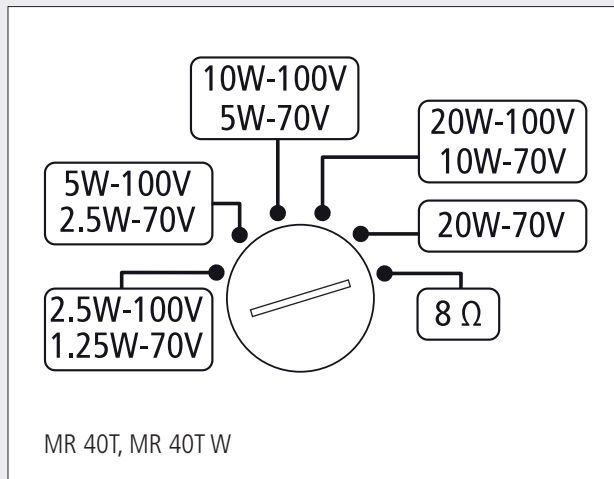 10W-100V
5W-70V
20W-100V
10W-70V
5W-100V
2.5W-70V
20W-70V
2.5W-100V
1.25W-70V
8 Ω
MR 40T, MR 40T W